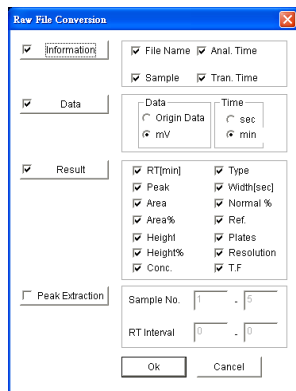 Raw File Conversion
Information
File Name Anal. Time
Sample Tran. Time
Data
Data Time
Origin Data sec
mV min
Result
RT[min] Type
Peak Width[sec]
Area Normal %
Area% Ref.
Height Plates
Height% Resolution
Conc. T.F
Peak Extraction
Sample No. 1 - 5
RT Interval 0 - 0
Ok Cancel